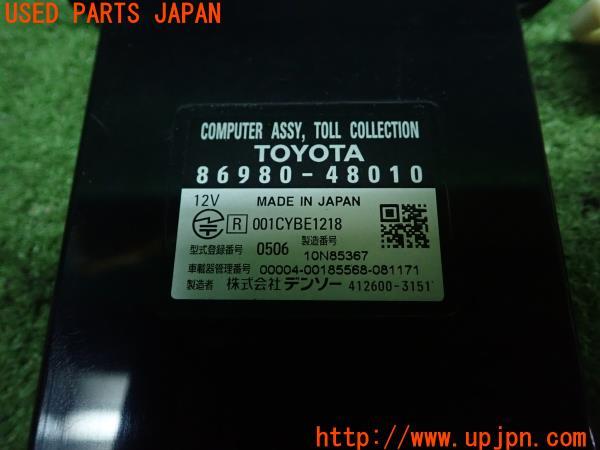 USED PARTS JAPAN
COMPUTER ASSY, TOLL COLLECTION
TOYOTA
86980-48010
12V MADE IN JAPAN
R 001CYBE1218
型式登録番号 0506 製造番号 10N85367
車載器管理番号 00004-00185568-081171
製造者 株式会社デンソー 412600-3151
http://www.upjpn.com